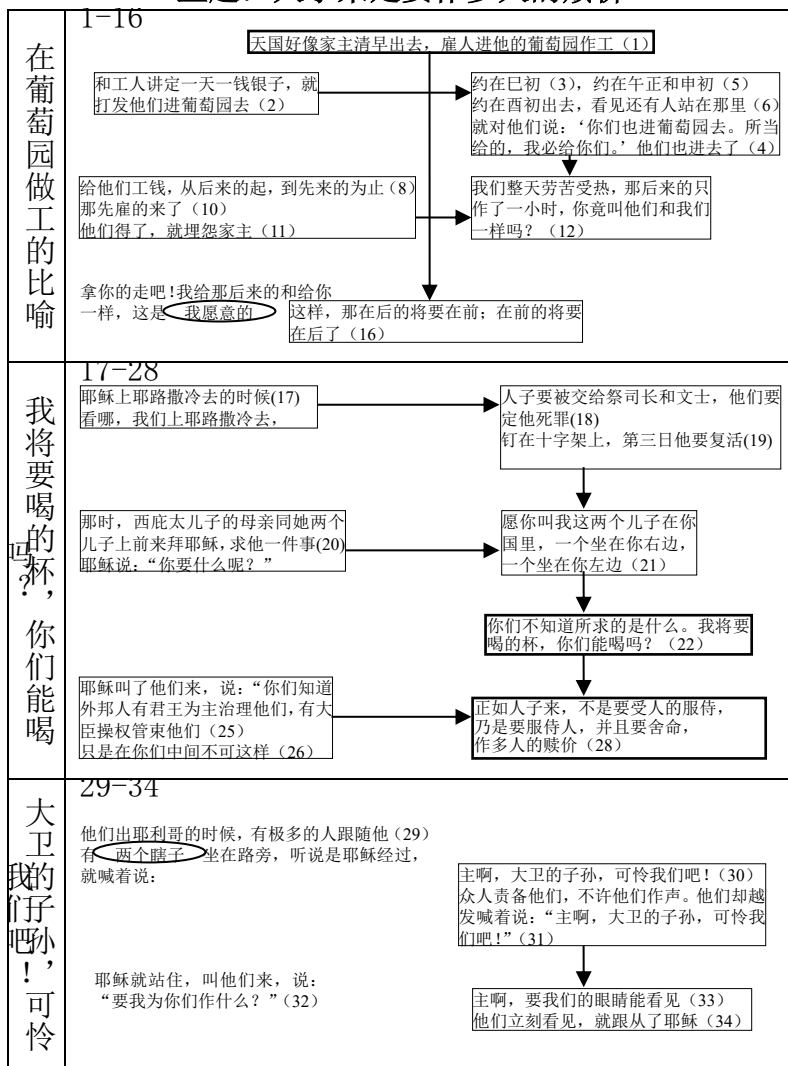 在葡萄园做工的比喻
1-16
天国好像家主清早出去，雇人进他的葡萄园作工（1）
和工人讲定一天一钱银子，就
打发他们进葡萄园去（2）
约在巳初（3），约在午正和申初（5）
约在酉初出去，看见还有人站在那里（6）
就对他们说：‘你们也进葡萄园去。所当
给的，我必给你们。’他们也进去了（4）
给他们工钱，从后来的起，到先来的为止（8）
那先雇的来了（10）
他们得了，就埋怨家主（11）
我们整天劳苦受热，那后来的只
作了一小时，你竟叫他们和我们
一样吗？（12）
拿你的走吧!我给那后来的和给你
一样，这是 我愿意的
这样，那在后的将要在前；在前的将要
在后了（16）
我将要喝的杯，你们能喝
吗？
17-28
耶稣上耶路撒冷去的时候(17)
看哪，我们上耶路撒冷去，
人子要被交给祭司长和文士，他们要
定他死罪(18)
钉在十字架上，第三日他要复活(19)
那时，西庇太儿子的母亲同她两个
儿子上前来拜耶稣，求他一件事(20)
耶稣说：“你要什么呢？”
愿你叫我这两个儿子在你
国里，一个坐在你右边，
一个坐在你左边（21）
你们不知道所求的是什么。我将要
喝的杯，你们能喝吗？（22）
耶稣叫了他们来，说：“你们知道
外邦人有君王为主治理他们，有大
臣操权管束他们（25）
只是在你们中间不可这样（26）
正如人子来，不是要受人的服侍，
乃是要服侍人，并且要舍命，
作多人的赎价（28）
大卫的子孙，可怜
我们吧！
29-34
他们出耶利哥的时候，有极多的人跟随他（29）
有 两个瞎子 坐在路旁，听说是耶稣经过，
就喊着说：
主啊，大卫的子孙，可怜我们吧！（30）
众人责备他们，不许他们作声。他们却越
发喊着说：“主啊，大卫的子孙，可怜我
们吧！”（31）
耶稣就站住，叫他们来，说：
“要我为你们作什么？”（32）
主啊，要我们的眼睛能看见（33）
他们立刻看见，就跟从了耶稣（34）